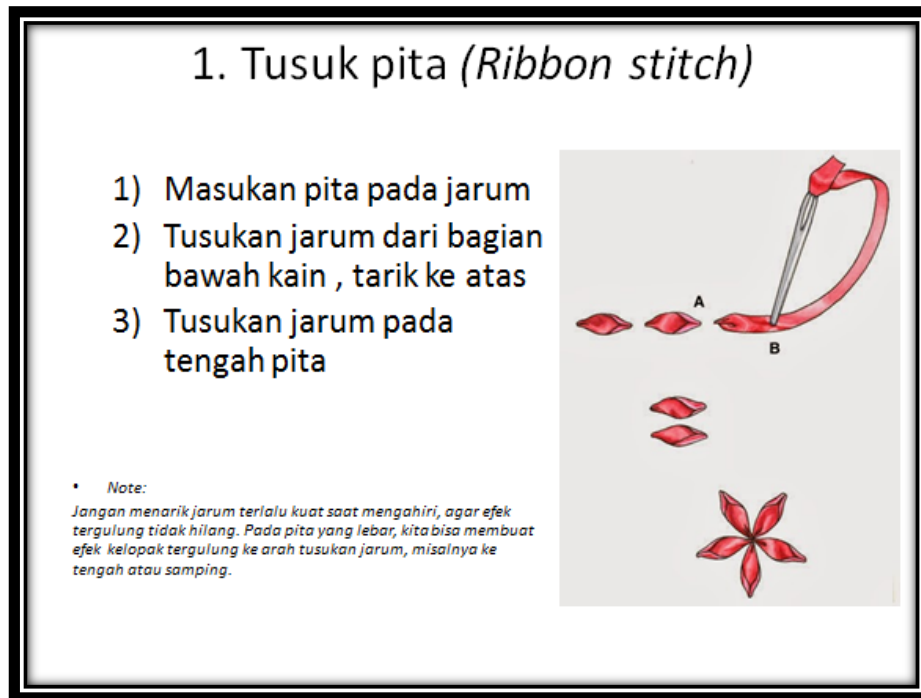 1. Tusuk pita (Ribbon stitch)
1) Masukan pita pada jarum
2) Tusukan jarum dari bagian
bawah kain , tarik ke atas
3) Tusukan jarum pada
tengah pita
• Note:
Jangan menarik jarum terlalu kuat saat mengahiri, agar efek
tergulung tidak hilang. Pada pita yang lebar, kita bisa membuat
efek kelopak tergulung ke arah tusukan jarum, misalnya ke
tengah atau samping.
A
B